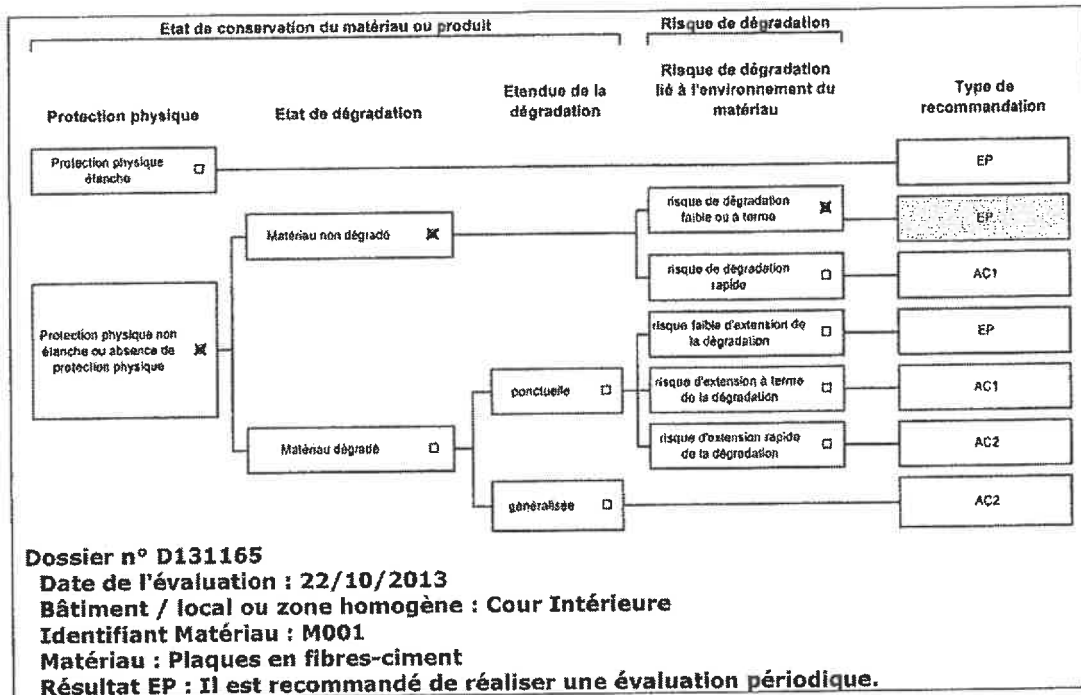 Etat de conservation du matériau ou produit
Risque de dégradation
Protection physique
Etat de dégradation
Etendue de la
dégradation
Risque de dégradation
lié à l'environnement du
matériau
Type de
recommandation
Protection physique
étanche
EP
Matériau non dégradé
risque de dégradation
faible ou à terme
EP
risque de dégradation
rapide
AC1
Protection physique non
étanche ou absence de
protection physique
risque faible d'extension de
la dégradation
EP
ponctuelle
risque d'extension à terme
de la dégradation
AC1
Matériau dégradé
risque d'extension rapide
de la dégradation
AC2
généralisée
AC2
Dossier n° D131165
Date de l'évaluation : 22/10/2013
Bâtiment / local ou zone homogène : Cour Intérieure
Identifiant Matériau : M001
Matériau : Plaques en fibres-ciment
Résultat EP : Il est recommandé de réaliser une évaluation périodique.